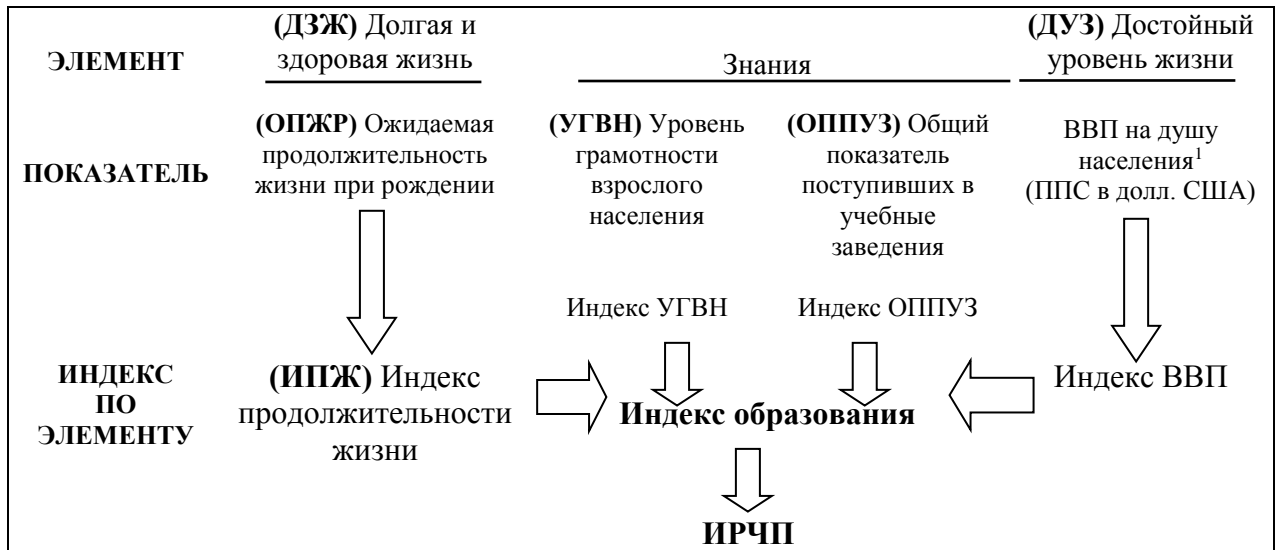 ЭЛЕМЕНТ
(ДЗЖ) Долгая и
здоровая жизнь
Знания
(ДУЗ) Достойный
уровень жизни
ПОКАЗАТЕЛЬ
(ОПЖР) Ожидаемая
продолжительность
жизни при рождении
(УГВН) Уровень
грамотности
взрослого
населения
(ОППУЗ) Общий
показатель
поступивших в
учебные
заведения
ВВП на душу
населения¹
(ППС в долл. США)
Индекс УГВН
Индекс ОППУЗ
ИНДЕКС
ПО
ЭЛЕМЕНТУ
(ИПЖ) Индекс
продолжительности
жизни
Индекс образования
Индекс ВВП
ИРЧП